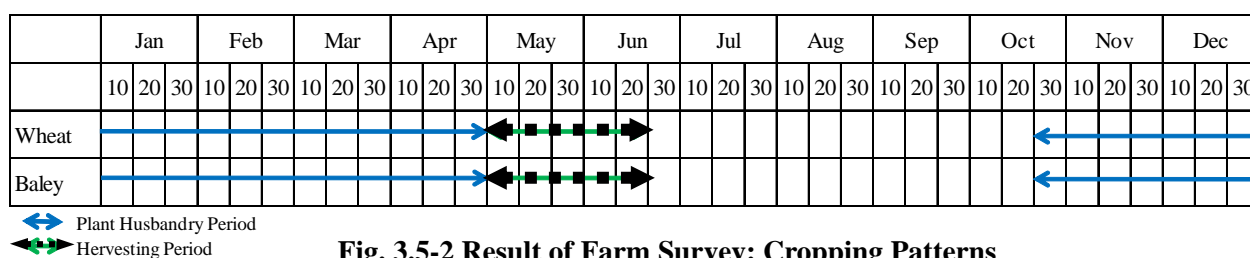 Jan Feb Mar Apr May Jun Jul Aug Sep Oct Nov Dec
10 20 30 10 20 30 10 20 30 10 20 30 10 20 30 10 20 30 10 20 30 10 20 30 10 20 30 10 20 30 10 20 30 10 20 30
Wheat
Baley
Plant Husbandry Period
Hervesting Period
Fig. 3.5-2 Result of Farm Survey: Cropping Patterns